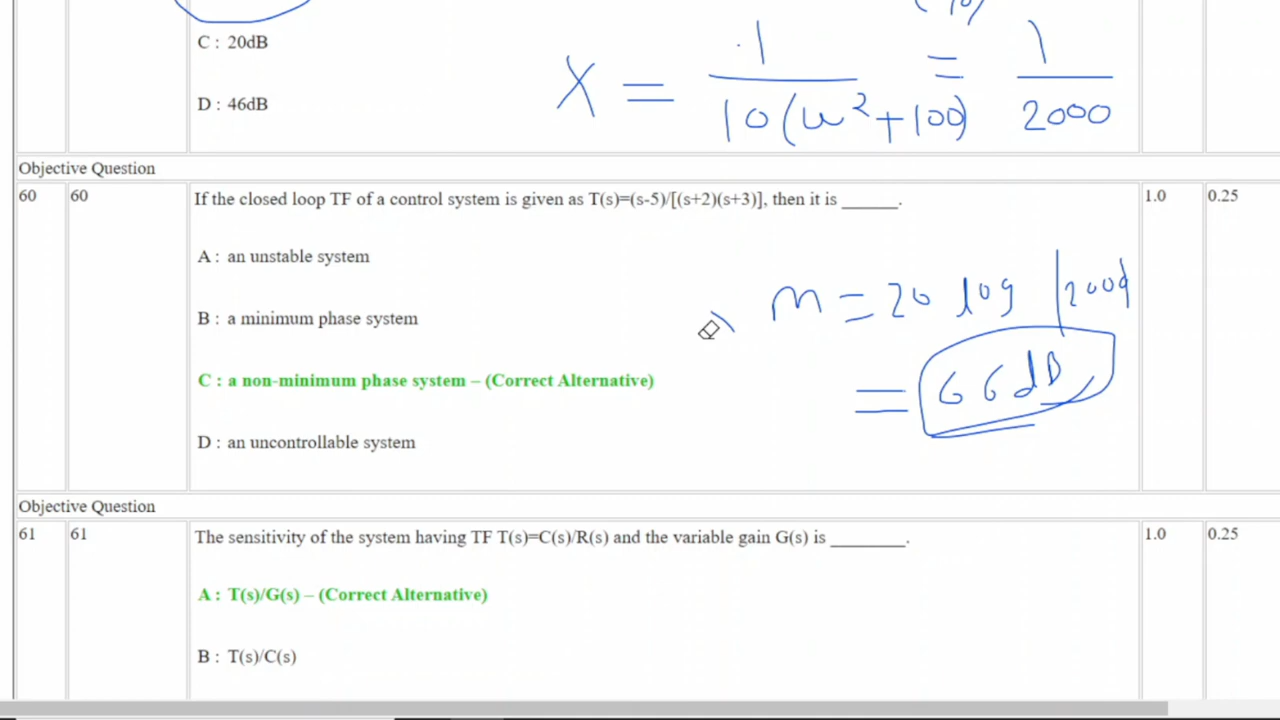 C : 20dB
D : 46dB
X = 1 / 10(ω²+100) = 1 / 2000
Objective Question
60 60 If the closed loop TF of a control system is given as T(s)=(s-5)/[(s+2)(s+3)], then it is ______. 1.0 0.25
A : an unstable system
B : a minimum phase system
M = 20 log |2000|
C : a non-minimum phase system – (Correct Alternative)
= 66dB
D : an uncontrollable system
Objective Question
61 61 The sensitivity of the system having TF T(s)=C(s)/R(s) and the variable gain G(s) is ________. 1.0 0.25
A : T(s)/G(s) – (Correct Alternative)
B : T(s)/C(s)